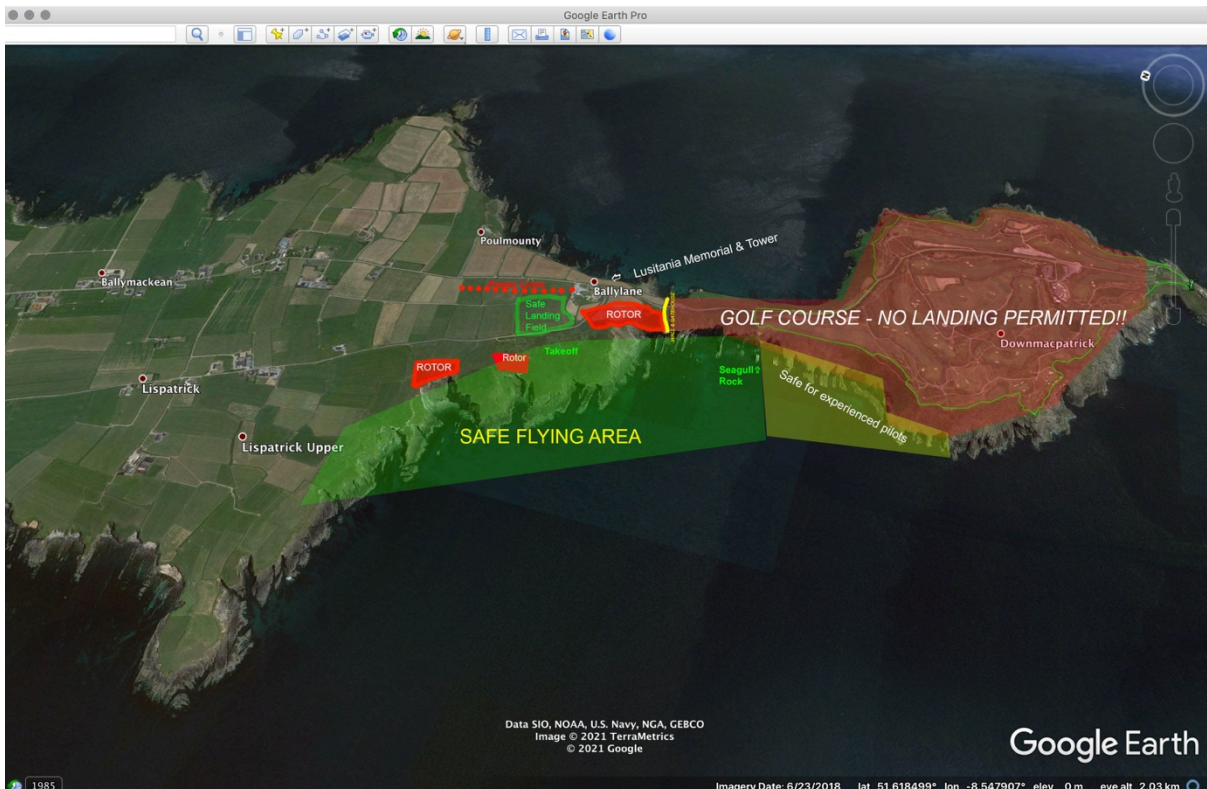 Google Earth Pro
Poulmounty
Lusitania Memorial & Tower
Ballymackean
Ballylane
Safe
Landing
Field
ROTOR
GOLF COURSE - NO LANDING PERMITTED!!
Downmacpatrick
Takeoff
Rotor
ROTOR
Seagull
Rock
Safe for experienced pilots
Lispatrick
SAFE FLYING AREA
Lispatrick Upper
Data SIO, NOAA, U.S. Navy, NGA, GEBCO
Image © 2021 TerraMetrics
© 2021 Google
Google Earth
N
1985
Imagery Date: 6/23/2018 lat 51.618499° lon -8.547907° elev 0 m eye alt 2.03 km